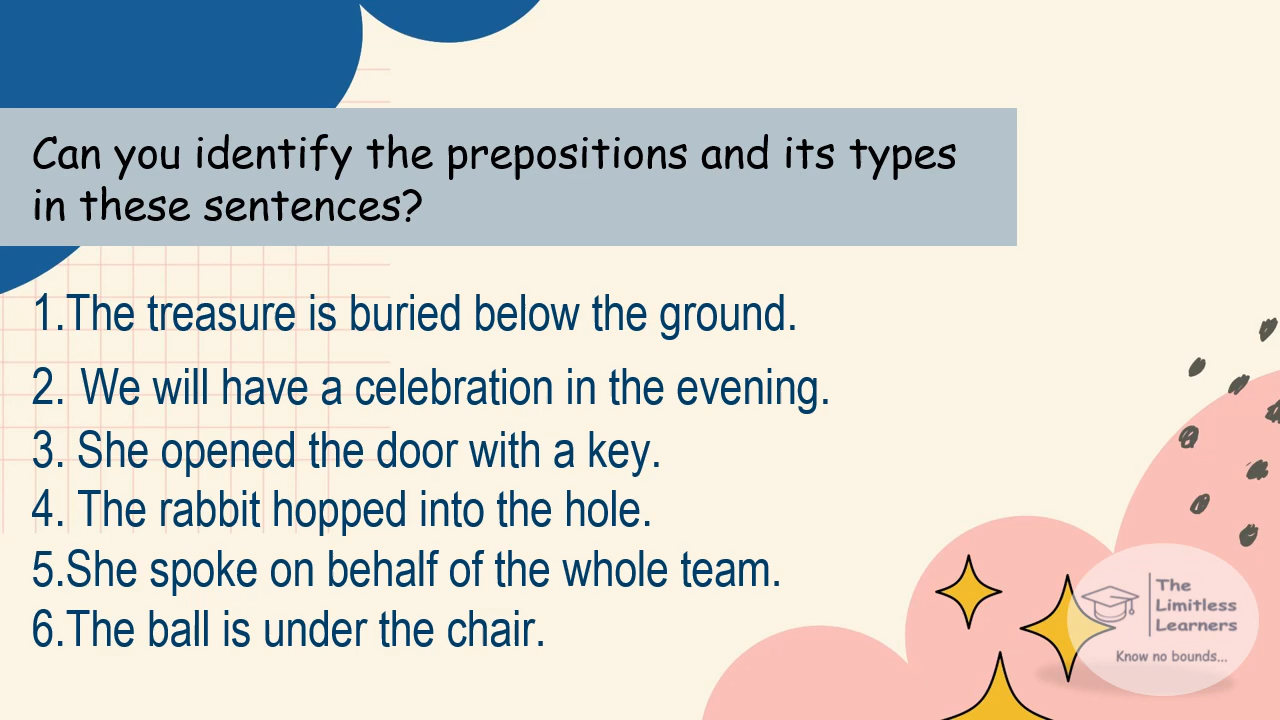 Can you identify the prepositions and its types
in these sentences?
1.The treasure is buried below the ground.
2. We will have a celebration in the evening.
3. She opened the door with a key.
4. The rabbit hopped into the hole.
5.She spoke on behalf of the whole team.
6.The ball is under the chair.
The
Limitless
Learners
Know no bounds...